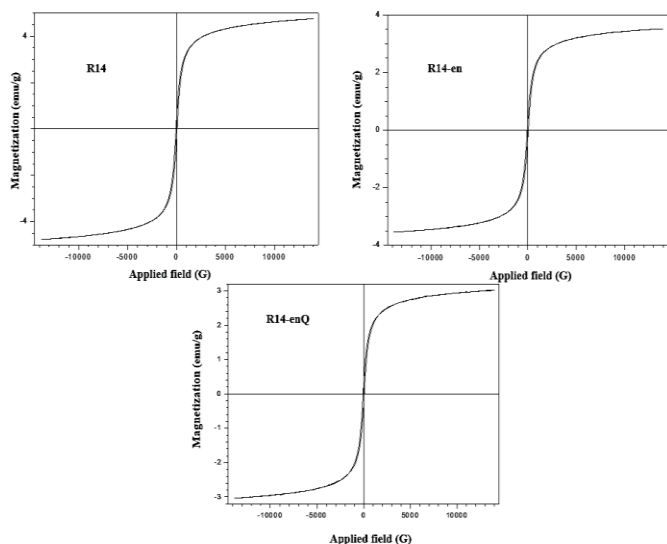 4
R14
Magnetization (emu/g)
-4
-10000 -5000 0 5000 10000
Applied field (G)
4
R14-en
2
Magnetization (emu/g)
0
-2
-4
-10000 -5000 0 5000 10000
Applied field (G)
3
R14-enQ
2
1
Magnetization (emu/g)
0
-1
-2
-3
-10000 -5000 0 5000 10000
Applied field (G)